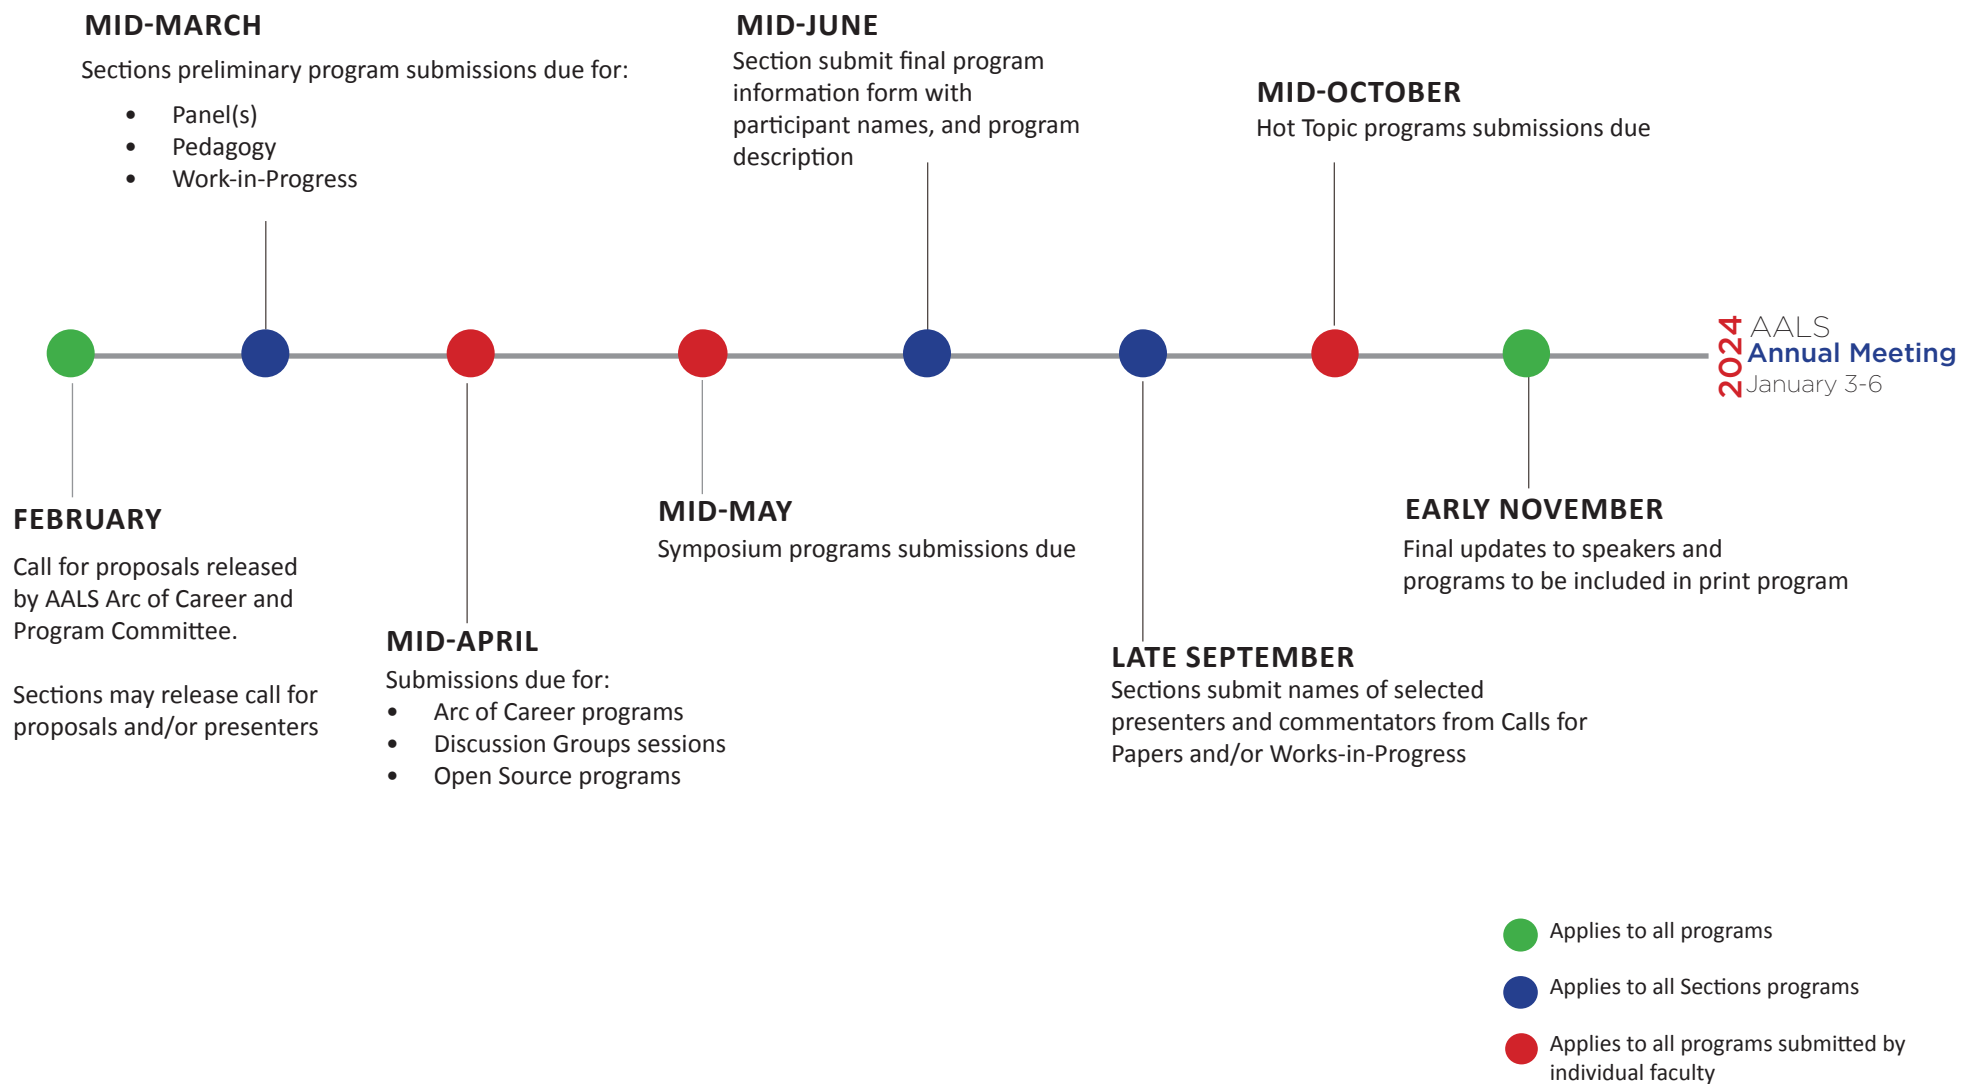 MID-MARCH
Sections preliminary program submissions due for:
• Panel(s)
• Pedagogy
• Work-in-Progress
MID-JUNE
Section submit final program
information form with
participant names, and program
description
MID-OCTOBER
Hot Topic programs submissions due
2024
AALS
Annual Meeting
January 3-6
FEBRUARY
Call for proposals released
by AALS Arc of Career and
Program Committee.
Sections may release call for
proposals and/or presenters
MID-APRIL
Submissions due for:
• Arc of Career programs
• Discussion Groups sessions
• Open Source programs
MID-MAY
Symposium programs submissions due
LATE SEPTEMBER
Sections submit names of selected
presenters and commentators from Calls for
Papers and/or Works-in-Progress
EARLY NOVEMBER
Final updates to speakers and
programs to be included in print program
Applies to all programs
Applies to all Sections programs
Applies to all programs submitted by
individual faculty